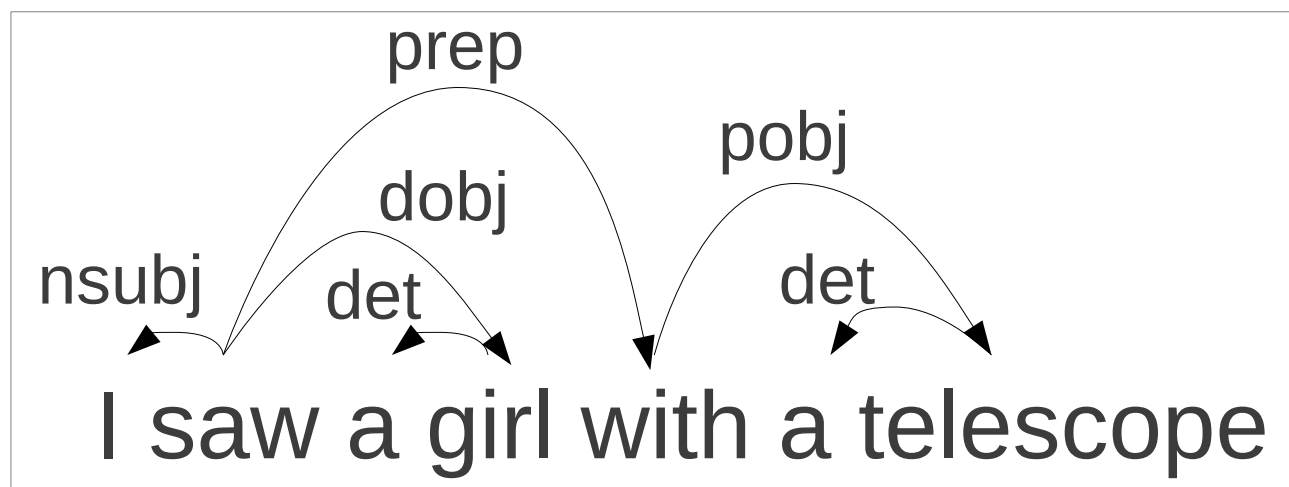 prep
pobj
dobj
nsubj
det
det
I saw a girl with a telescope